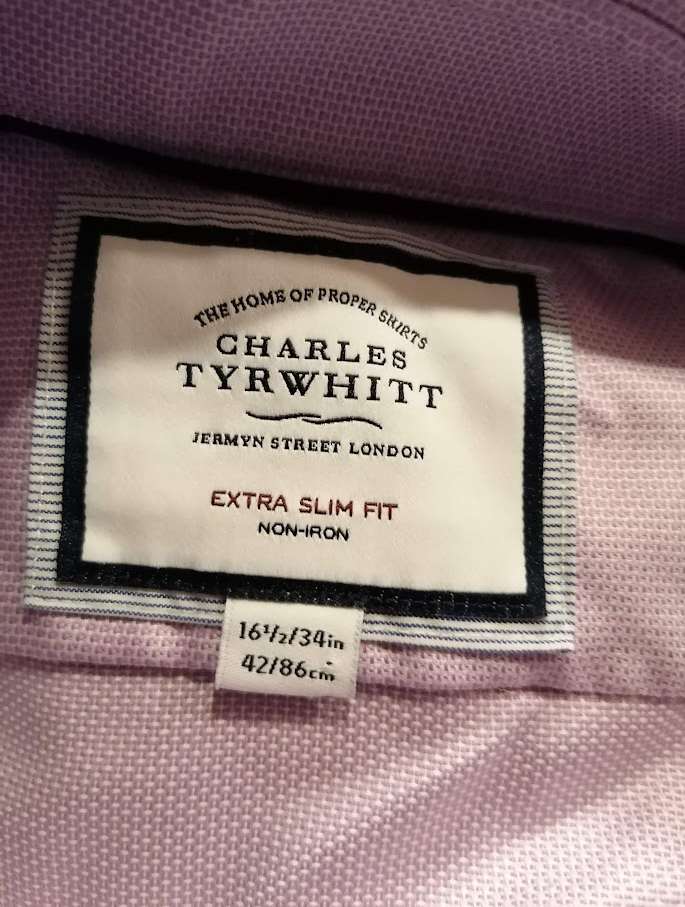 THE HOME OF PROPER SHIRTS
CHARLES
TYRWHITT
JERMYN STREET LONDON
EXTRA SLIM FIT
NON-IRON
16½/34in
42/86cm